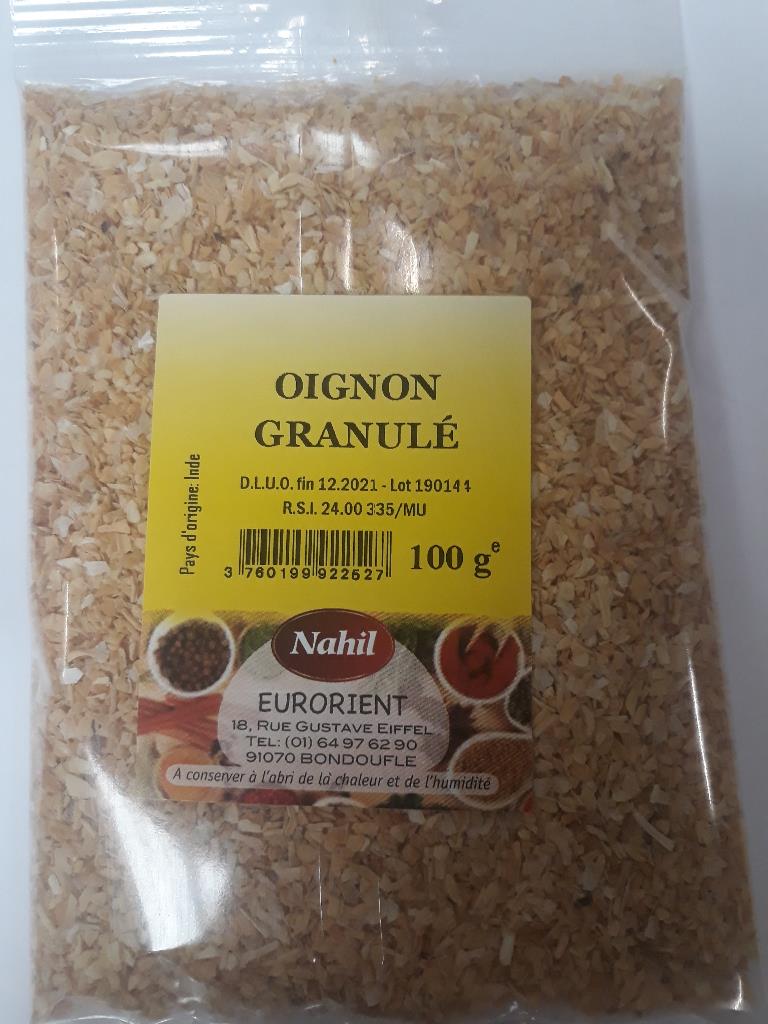 OIGNON
GRANULÉ
D.L.U.O. fin 12.2021 - Lot 190144
R.S.I. 24.00 335/MU
Pays d'origine: Inde
3 760199 922627
100 g e
Nahil
EURORIENT
18, RUE GUSTAVE EIFFEL
TEL: (01) 64 97 62 90
91070 BONDOUFLE
A conserver à l'abri de la chaleur et de l'humidité